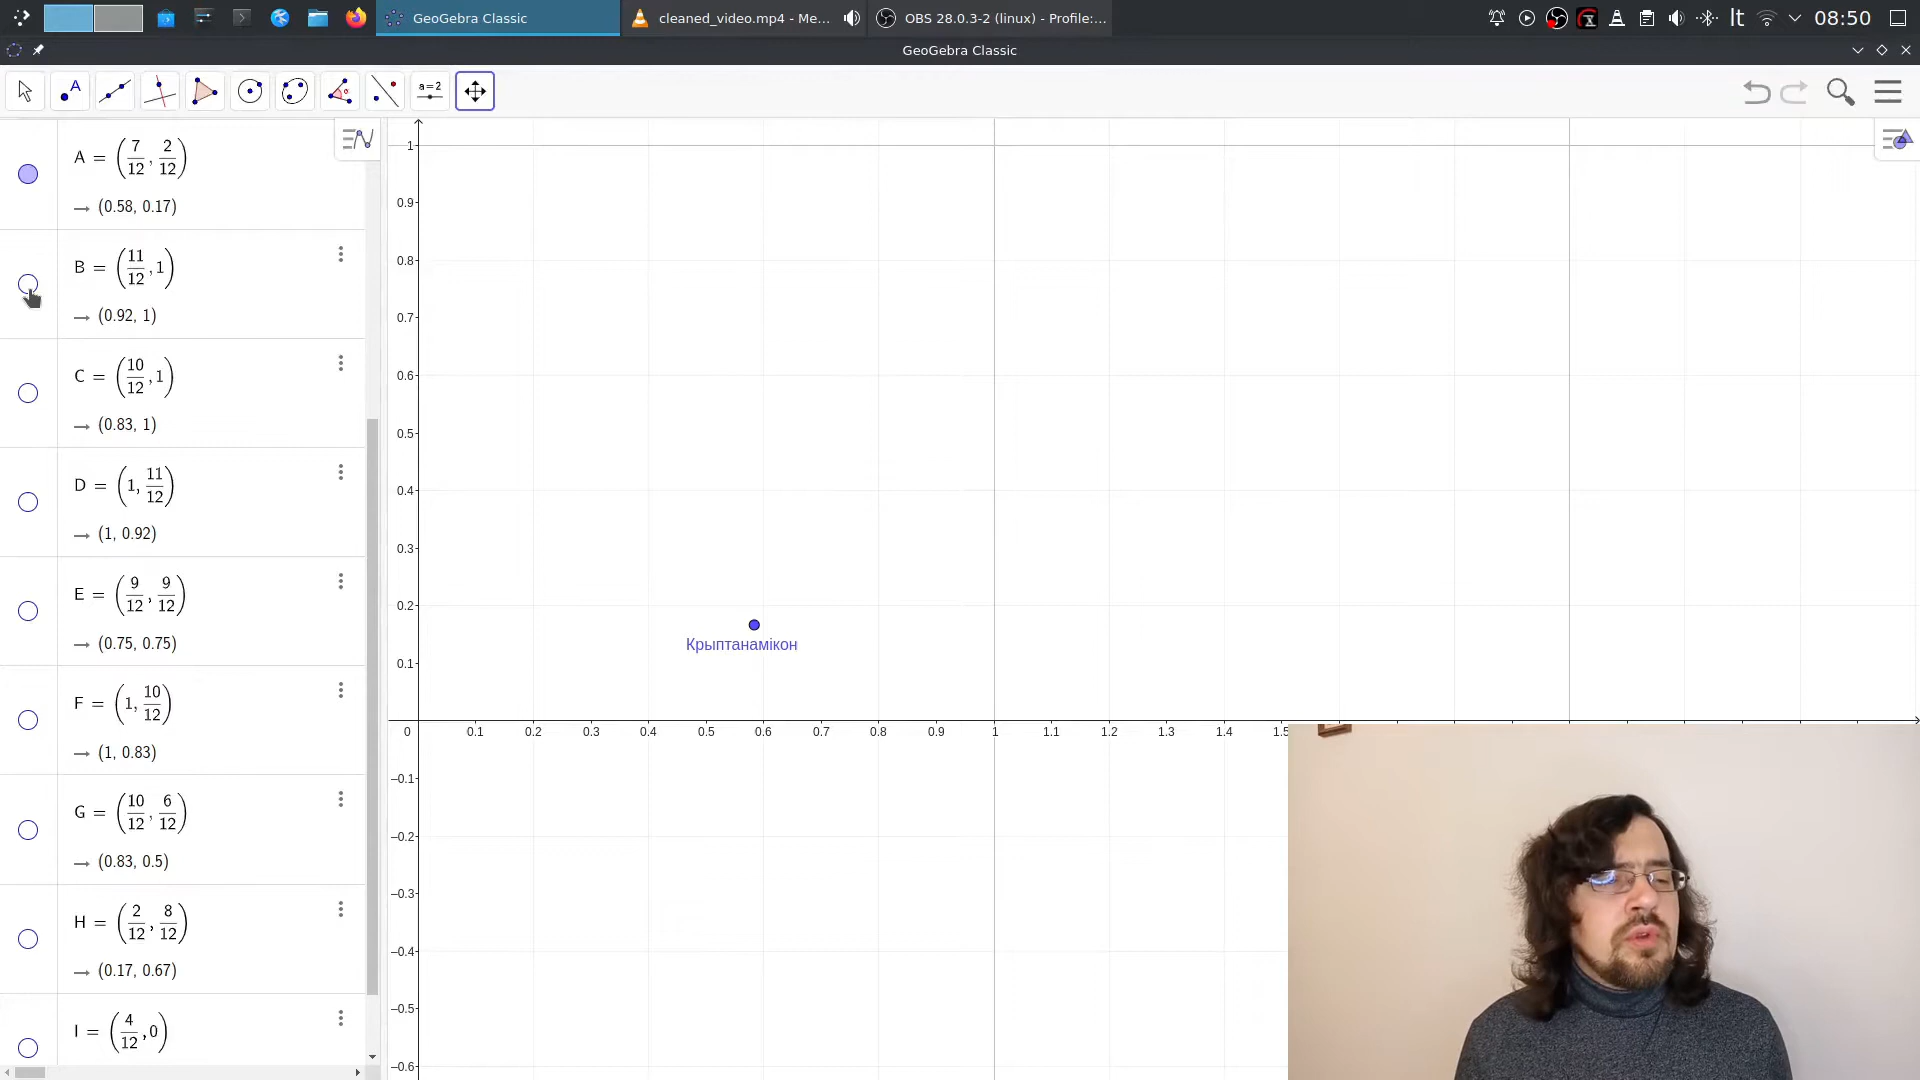 GeoGebra Classic
cleaned_video.mp4 - Me...
OBS 28.0.3-2 (linux) - Profile:...
lt
08:50
GeoGebra Classic
A
a=2
A = (7/12, 2/12)
→ (0.58, 0.17)
B = (11/12, 1)
→ (0.92, 1)
C = (10/12, 1)
→ (0.83, 1)
D = (1, 11/12)
→ (1, 0.92)
E = (9/12, 9/12)
→ (0.75, 0.75)
F = (1, 10/12)
→ (1, 0.83)
G = (10/12, 6/12)
→ (0.83, 0.5)
H = (2/12, 8/12)
→ (0.17, 0.67)
I = (4/12, 0)
1
0.9
0.8
0.7
0.6
0.5
0.4
0.3
0.2
Крыптанамікон
0.1
0 0.1 0.2 0.3 0.4 0.5 0.6 0.7 0.8 0.9 1 1.1 1.2 1.3 1.4 1.5
–0.1
–0.2
–0.3
–0.4
–0.5
–0.6